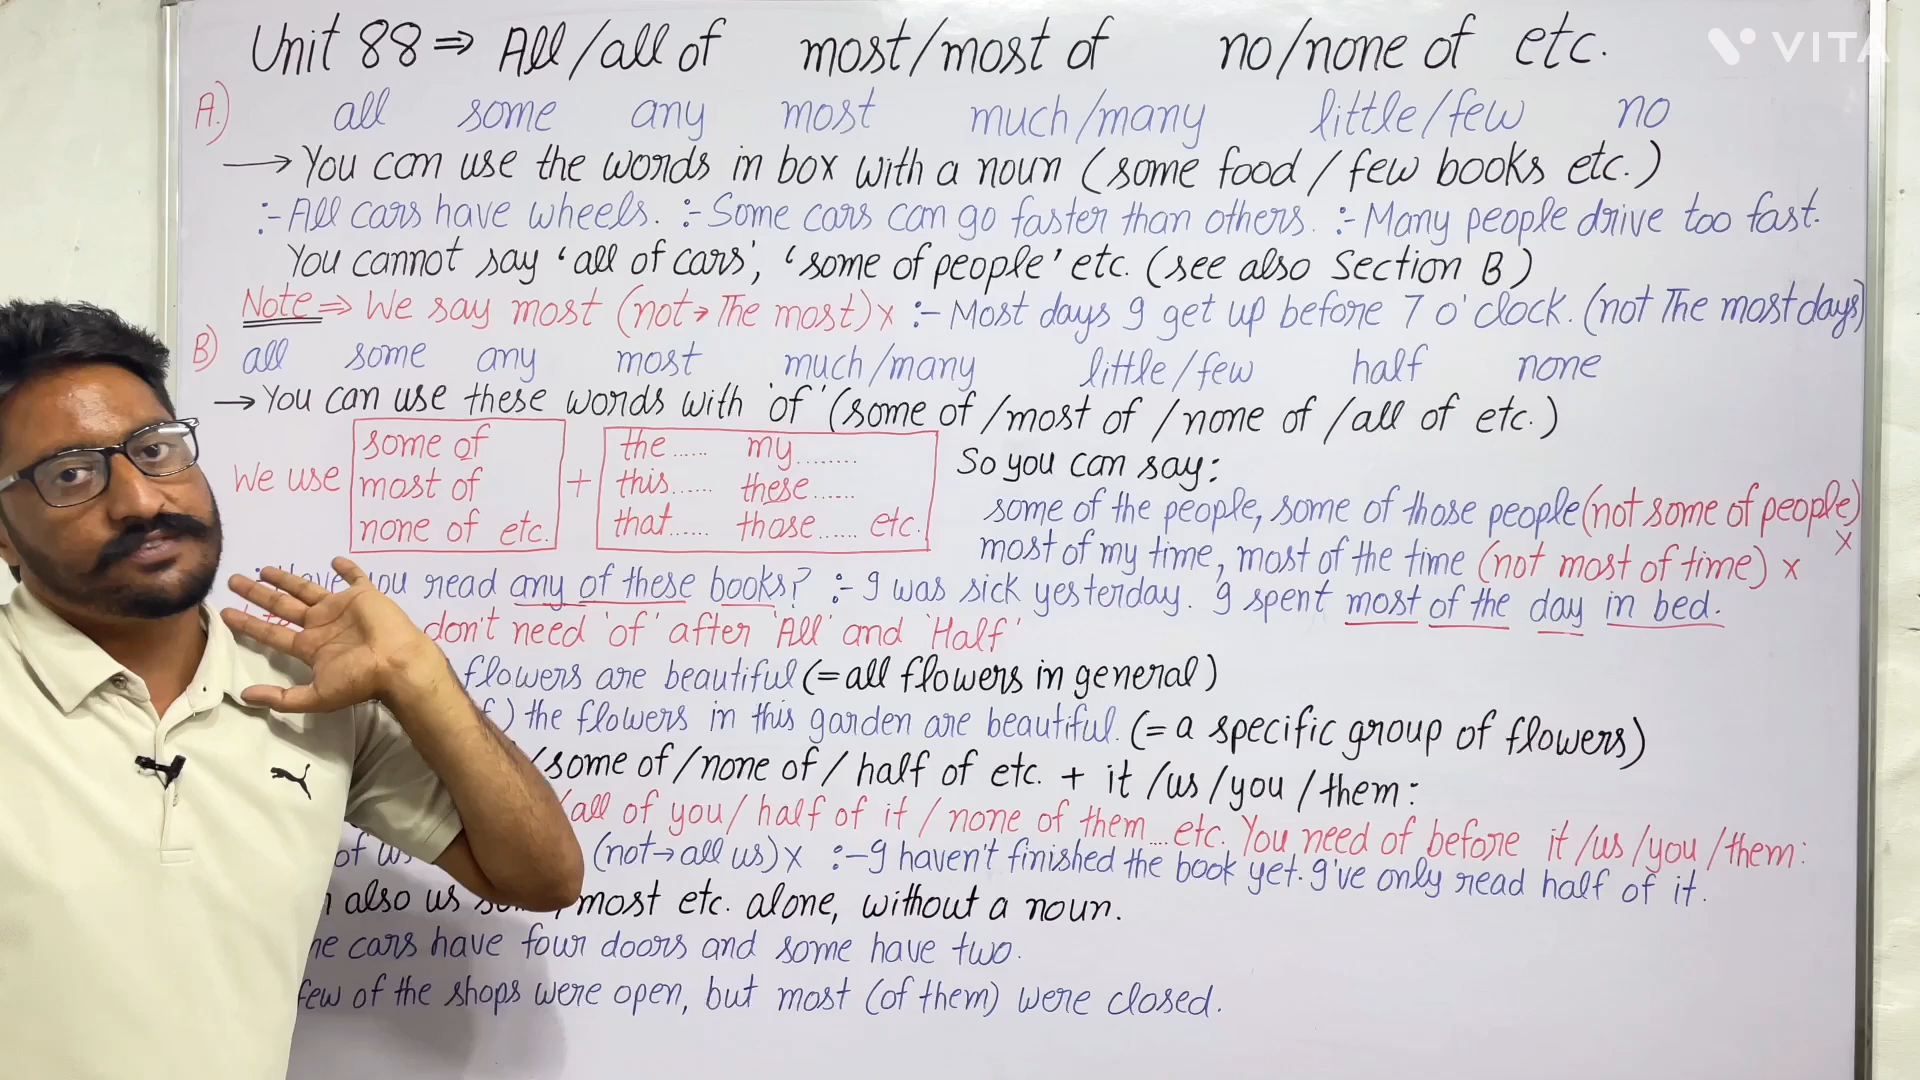 Unit 88 ⇒ All/all of most/most of no/none of etc.
VITA
A.) all some any most much/many little/few no
→ You can use the words in box with a noun (some food / few books etc.)
:- All cars have wheels. :- Some cars can go faster than others. :- Many people drive too fast.
You cannot say 'all of cars', 'some of people' etc. (see also Section B)
Note ⇒ We say most (not → The most) x :- Most days I get up before 7 o'clock. (not The most days)
B) all some any most much/many little/few half none
→ You can use these words with 'of' (some of /most of / none of /all of etc.)
We use some of most of none of etc. + the...... my........ this...... these...... that...... those...... etc.
So you can say:
some of the people, some of those people (not some of people) x
most of my time, most of the time (not most of time) x
you read any of these books? :- I was sick yesterday. I spent most of the day in bed.
don't need 'of' after 'All' and 'Half'
flowers are beautiful (= all flowers in general)
) the flowers in this garden are beautiful. (= a specific group of flowers)
/some of /none of / half of etc. + it /us /you / them:
/all of you / half of it / none of them....etc. You need of before it /us /you /them:
of (not → all us) x :- I haven't finished the book yet. I've only read half of it.
also us most etc. alone, without a noun.
cars have four doors and some have two.
few of the shops were open, but most (of them) were closed.